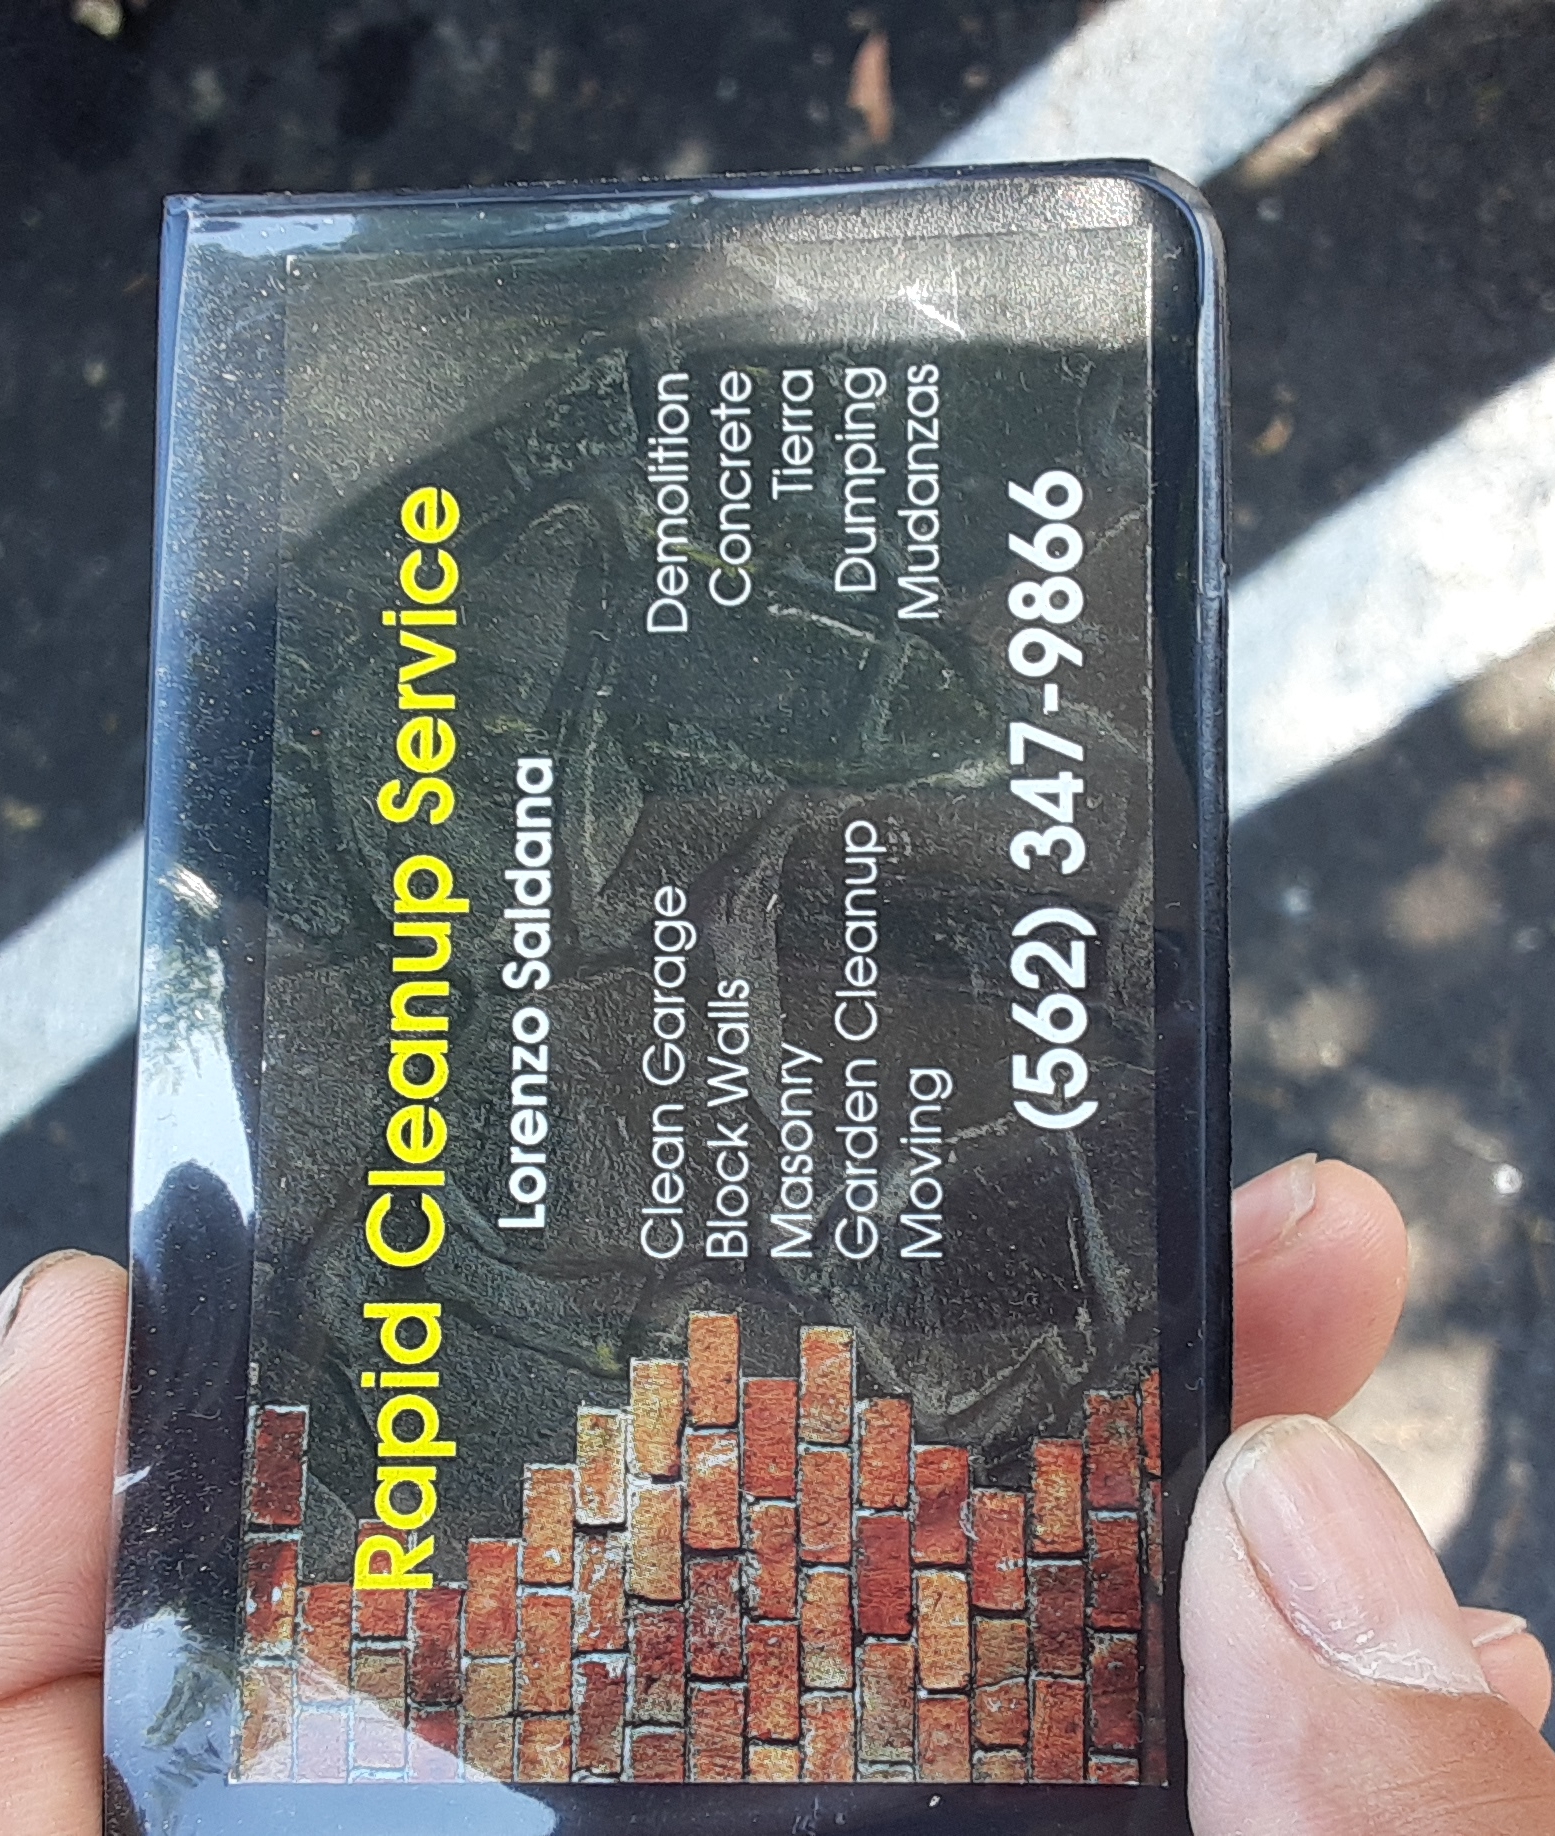 Rapid Cleanup Service
Lorenzo Saldana
Clean Garage
Block Walls
Masonry
Garden Cleanup
Moving
Demolition
Concrete
Tierra
Dumping
Mudanzas
(562) 347-9866